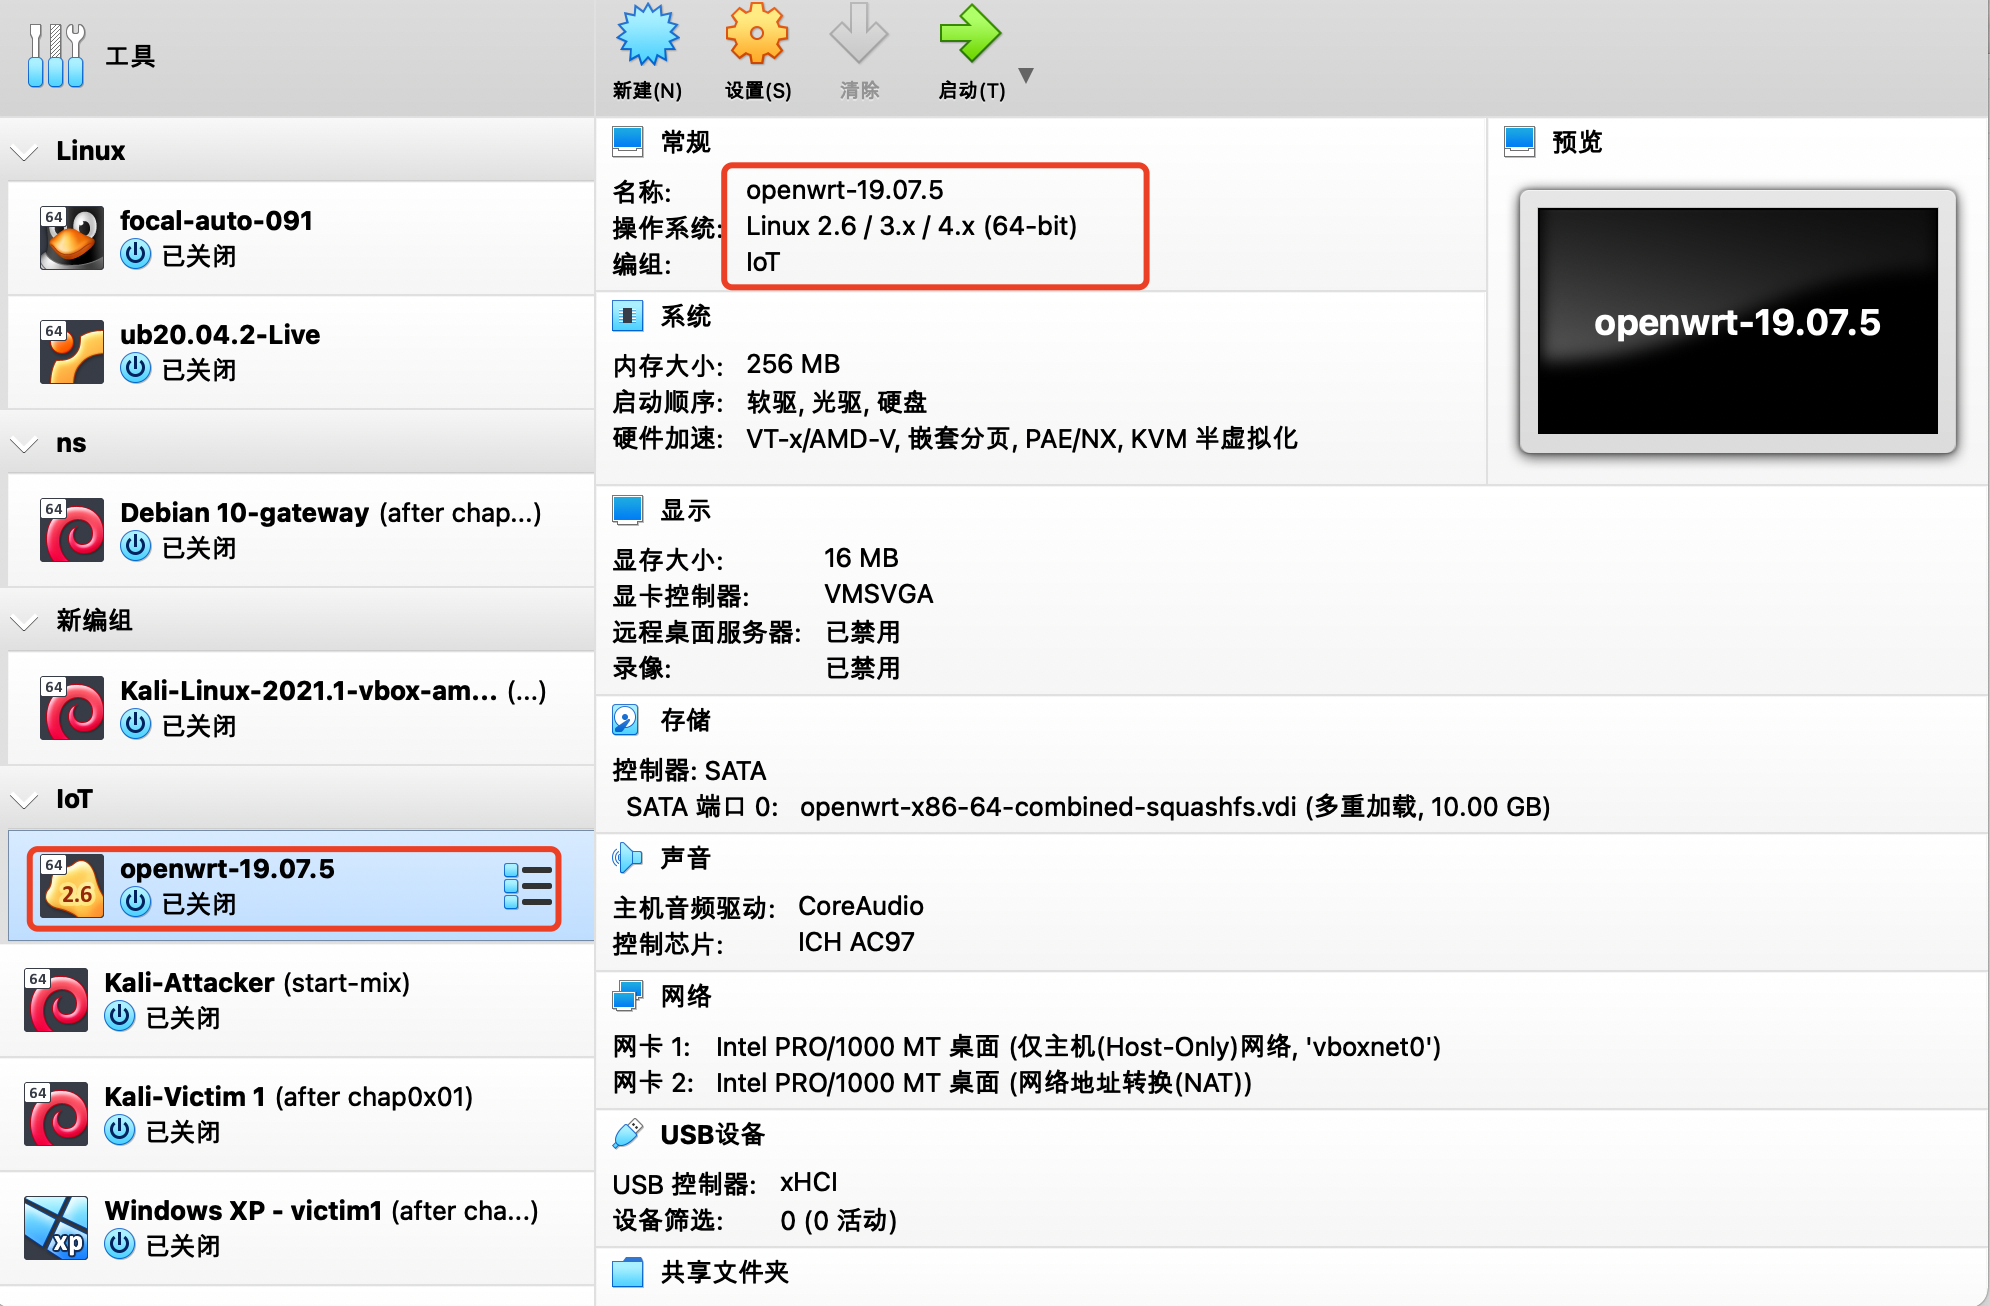 工具
新建(N)
设置(S)
清除
启动(T)
Linux
64
focal-auto-091
已关闭
64
ub20.04.2-Live
已关闭
ns
64
Debian 10-gateway (after chap...)
已关闭
新编组
64
Kali-Linux-2021.1-vbox-am... (...)
已关闭
IoT
64
2.6
openwrt-19.07.5
已关闭
64
Kali-Attacker (start-mix)
已关闭
64
Kali-Victim 1 (after chap0x01)
已关闭
xp
Windows XP - victim1 (after cha...)
已关闭
常规
名称: openwrt-19.07.5
操作系统: Linux 2.6 / 3.x / 4.x (64-bit)
编组: IoT
预览
openwrt-19.07.5
系统
内存大小: 256 MB
启动顺序: 软驱, 光驱, 硬盘
硬件加速: VT-x/AMD-V, 嵌套分页, PAE/NX, KVM 半虚拟化
显示
显存大小: 16 MB
显卡控制器: VMSVGA
远程桌面服务器: 已禁用
录像: 已禁用
存储
控制器: SATA
SATA 端口 0: openwrt-x86-64-combined-squashfs.vdi (多重加载, 10.00 GB)
声音
主机音频驱动: CoreAudio
控制芯片: ICH AC97
网络
网卡 1: Intel PRO/1000 MT 桌面 (仅主机(Host-Only)网络, 'vboxnet0')
网卡 2: Intel PRO/1000 MT 桌面 (网络地址转换(NAT))
USB设备
USB 控制器: xHCI
设备筛选: 0 (0 活动)
共享文件夹